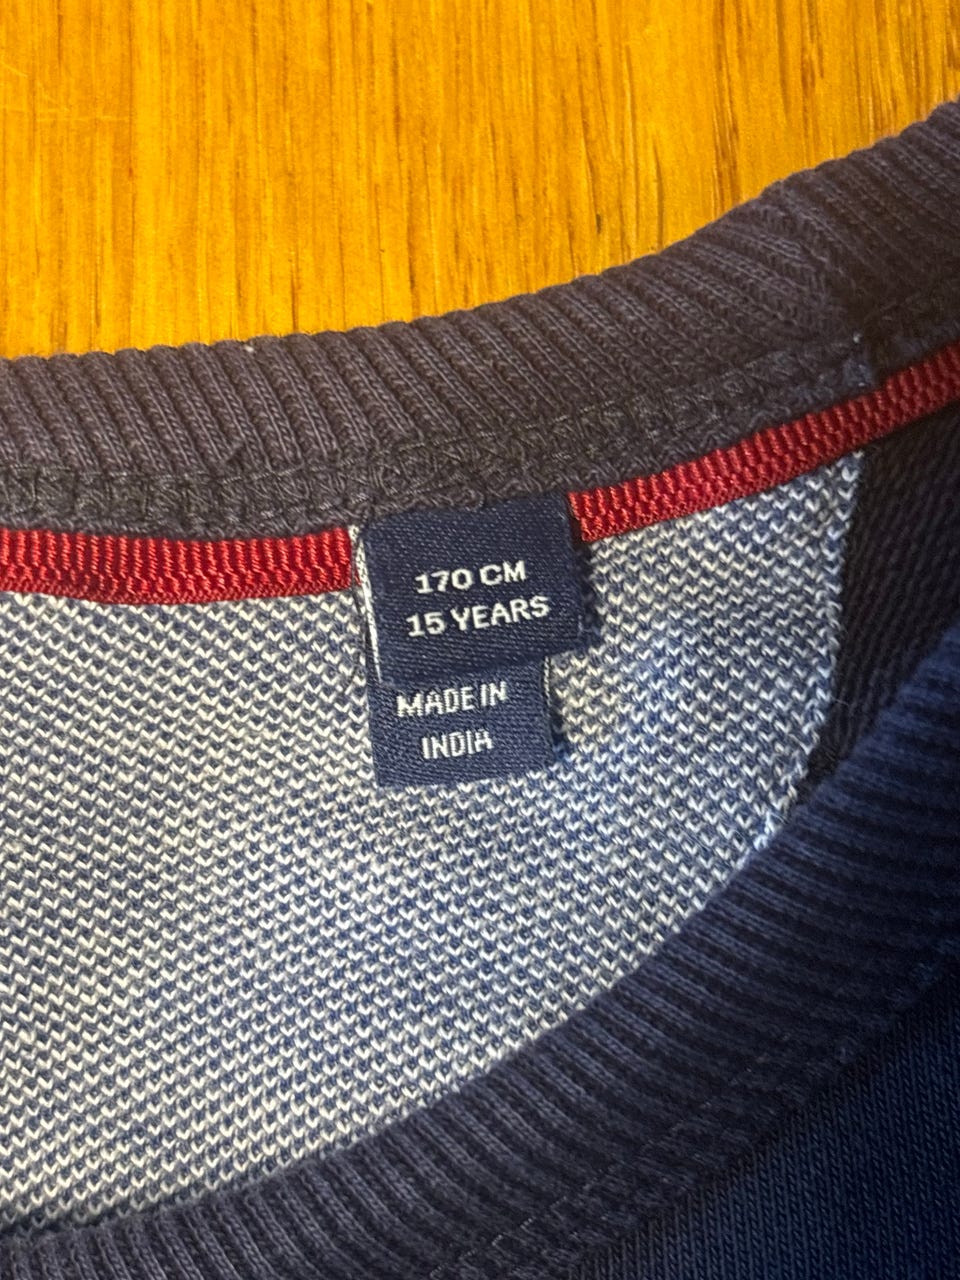 170 CM
15 YEARS
MADE IN
INDIA